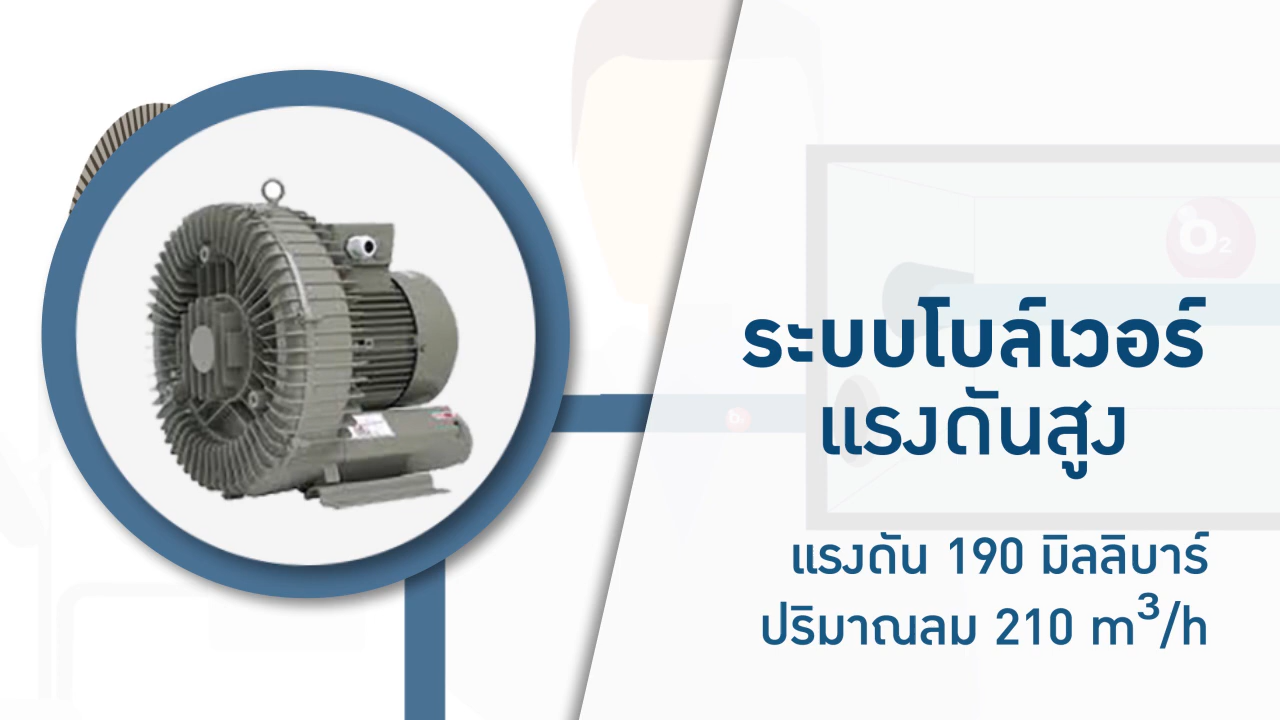 O2
ระบบโบล์เวอร์
แรงดันสูง
แรงดัน 190 มิลลิบาร์
ปริมาณลม 210 m³/h